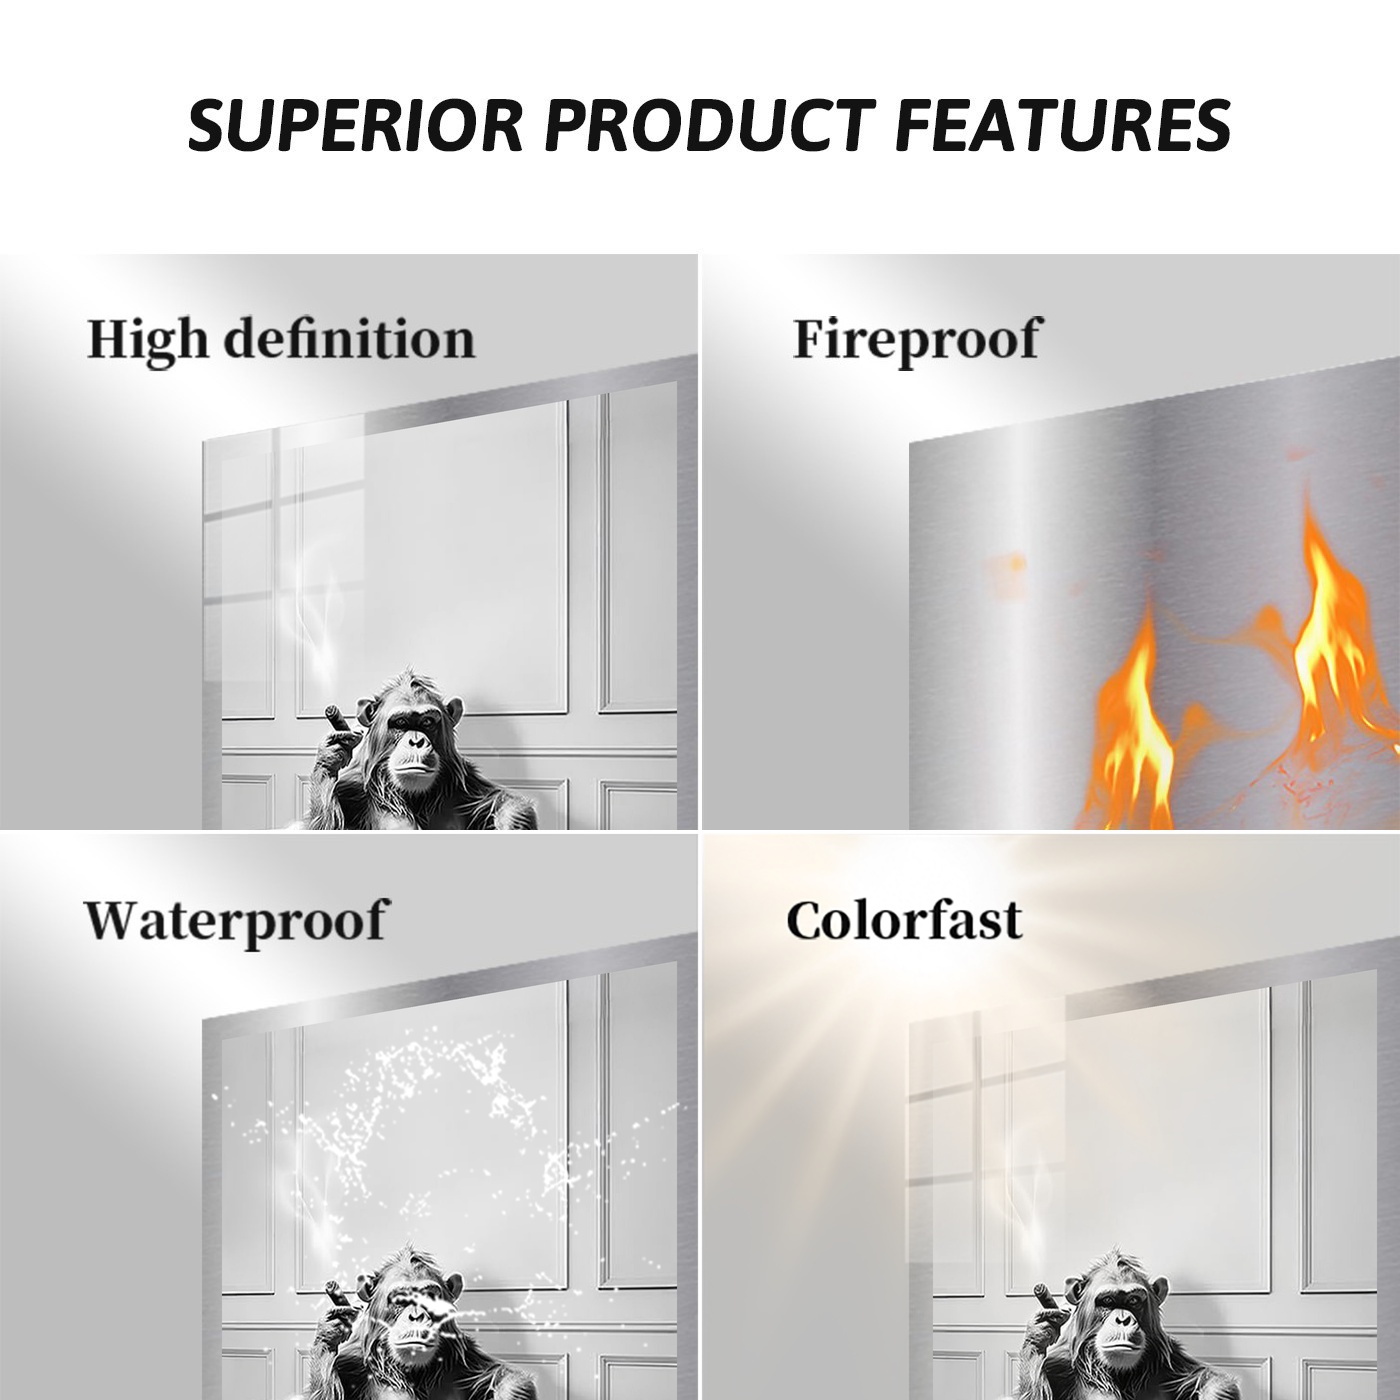 SUPERIOR PRODUCT FEATURES
High definition
Fireproof
Waterproof
Colorfast